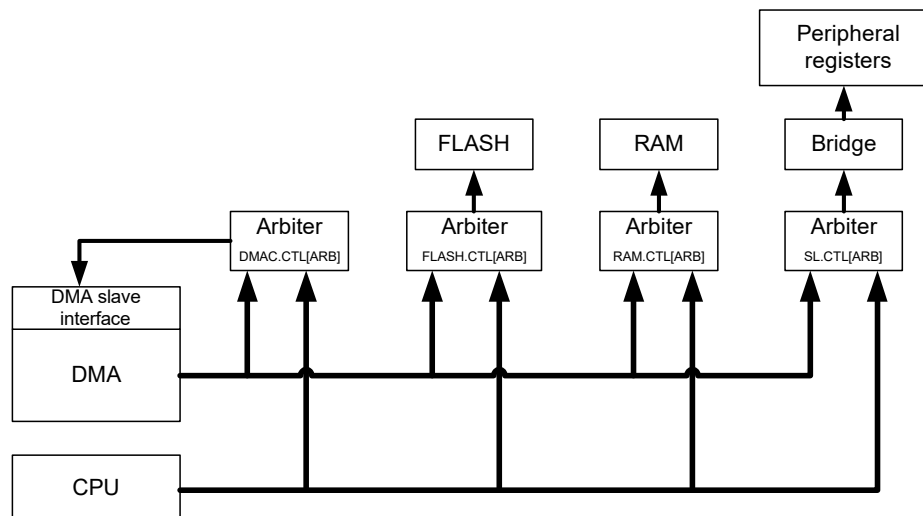 Peripheral
registers
FLASH
RAM
Bridge
Arbiter
DMAC.CTL[ARB]
Arbiter
FLASH.CTL[ARB]
Arbiter
RAM.CTL[ARB]
Arbiter
SL.CTL[ARB]
DMA slave
interface
DMA
CPU